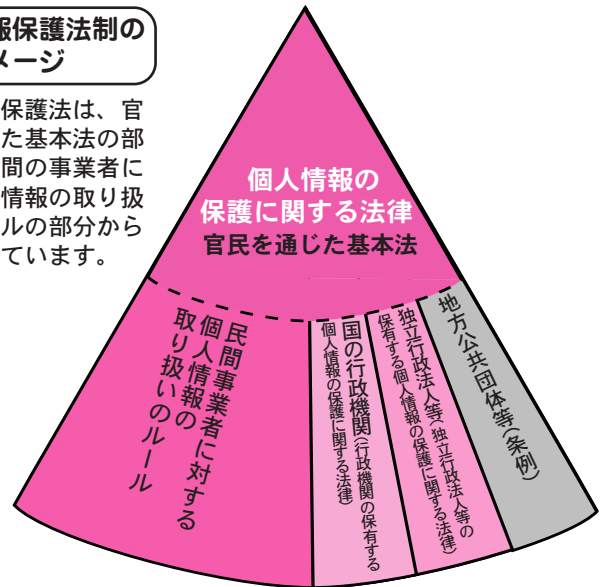 報保護法制の
メージ
保護法は、官
た基本法の部
間の事業者に
情報の取り扱
ルの部分から
ています。
個人情報の
保護に関する法律
官民を通じた基本法
民間事業者に対する
個人情報の
取り扱いのルール
国の行政機関(行政機関の保有する
個人情報の保護に関する法律)
独立行政法人等(独立行政法人等の
保有する個人情報の保護に関する法律)
地方公共団体等(条例)